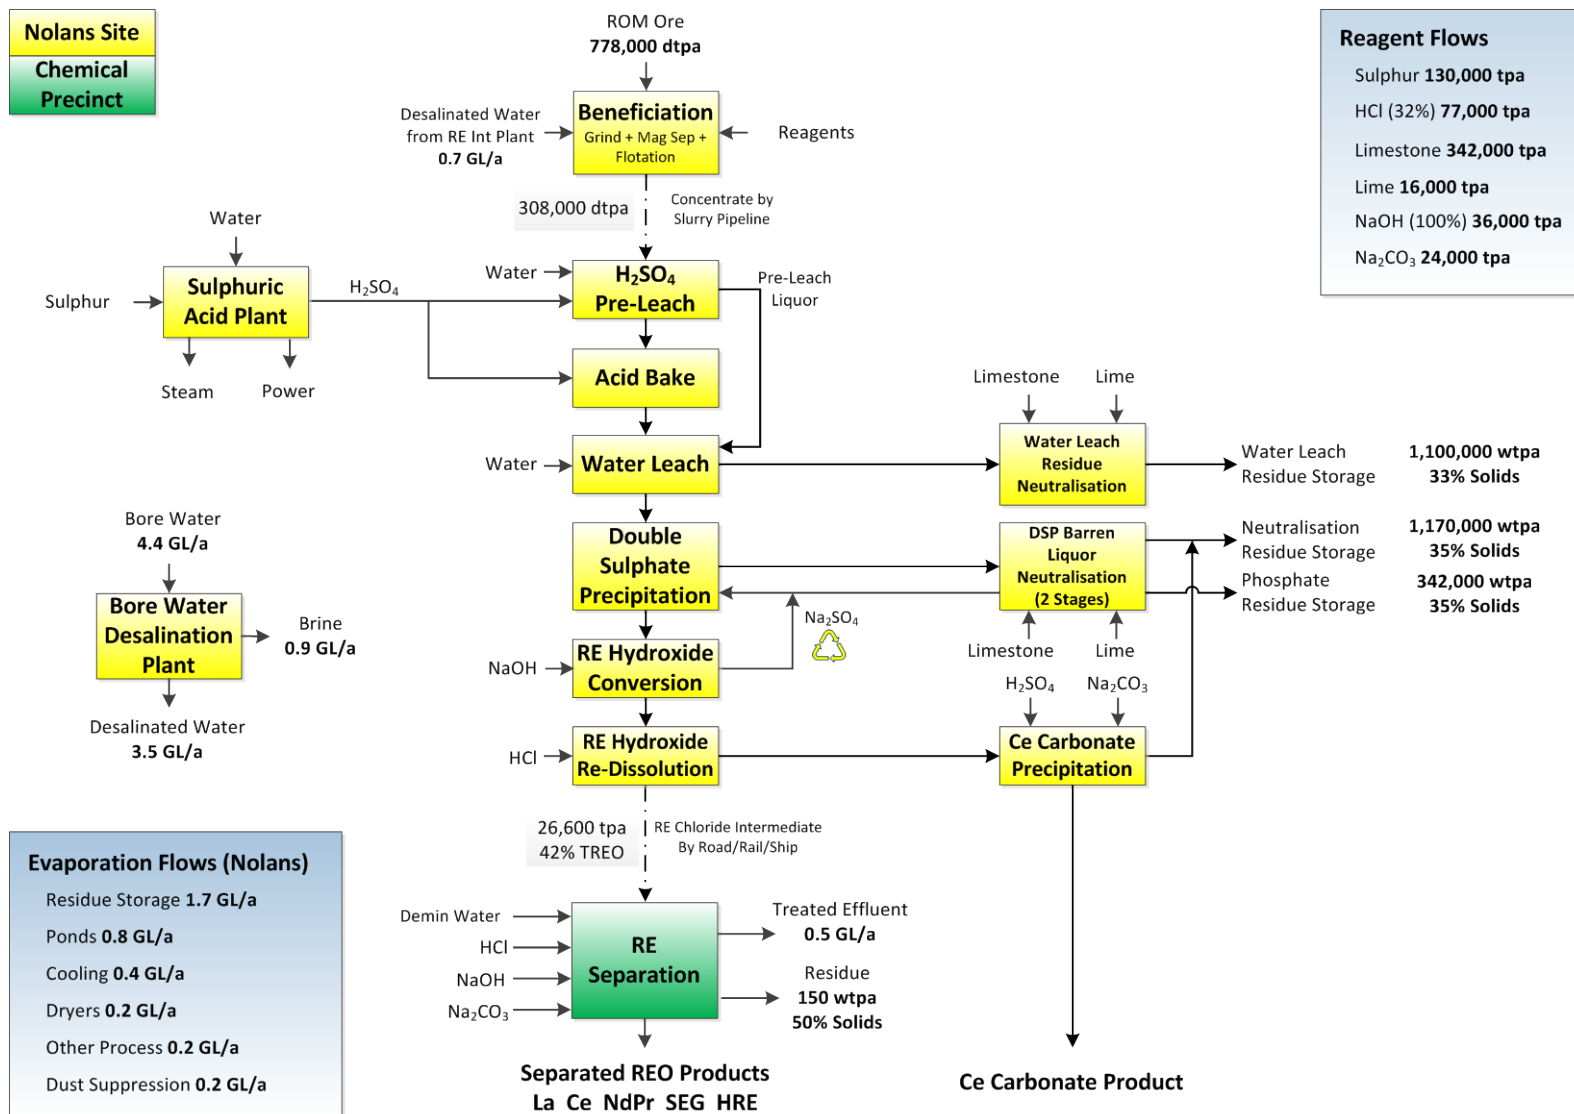 Nolans Site
Chemical
Precinct
ROM Ore
778,000 dtpa
Desalinated Water
from RE Int Plant
0.7 GL/a
Beneficiation
Grind + Mag Sep +
Flotation
Reagents
308,000 dtpa
Concentrate by
Slurry Pipeline
Reagent Flows
Sulphur 130,000 tpa
HCl (32%) 77,000 tpa
Limestone 342,000 tpa
Lime 16,000 tpa
NaOH (100%) 36,000 tpa
Na₂CO₃ 24,000 tpa
Water
Sulphur
Sulphuric
Acid Plant
H₂SO₄
Steam
Power
Water
H₂SO₄
Pre-Leach
Pre-Leach
Liquor
Acid Bake
Water
Water Leach
Limestone
Lime
Water Leach
Residue
Neutralisation
Water Leach
Residue Storage
1,100,000 wtpa
33% Solids
Bore Water
4.4 GL/a
Bore Water
Desalination
Plant
Brine
0.9 GL/a
Desalinated Water
3.5 GL/a
Double
Sulphate
Precipitation
DSP Barren
Liquor
Neutralisation
(2 Stages)
Neutralisation
Residue Storage
1,170,000 wtpa
35% Solids
Phosphate
Residue Storage
342,000 wtpa
35% Solids
Na₂SO₄
Limestone
Lime
NaOH
RE Hydroxide
Conversion
H₂SO₄
Na₂CO₃
HCl
RE Hydroxide
Re-Dissolution
Ce Carbonate
Precipitation
26,600 tpa
42% TREO
RE Chloride Intermediate
By Road/Rail/Ship
Evaporation Flows (Nolans)
Residue Storage 1.7 GL/a
Ponds 0.8 GL/a
Cooling 0.4 GL/a
Dryers 0.2 GL/a
Other Process 0.2 GL/a
Dust Suppression 0.2 GL/a
Demin Water
HCl
NaOH
Na₂CO₃
RE
Separation
Treated Effluent
0.5 GL/a
Residue
150 wtpa
50% Solids
Separated REO Products
La Ce NdPr SEG HRE
Ce Carbonate Product